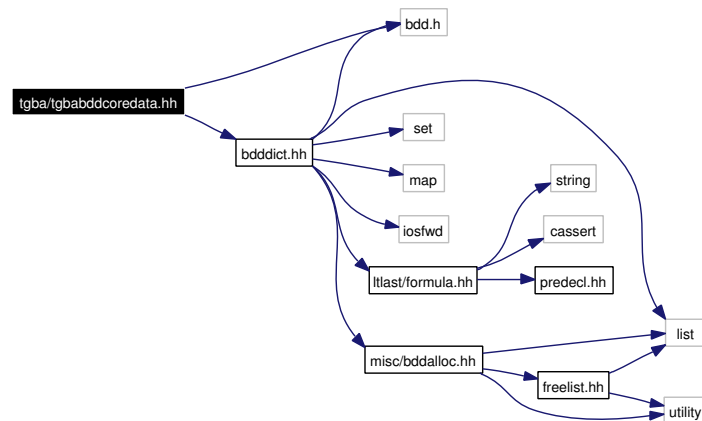 bdd.h
tgba/tgbabddcoredata.hh
set
bdddict.hh
map
string
iosfwd
cassert
ltlast/formula.hh
predecl.hh
list
misc/bddalloc.hh
freelist.hh
utility